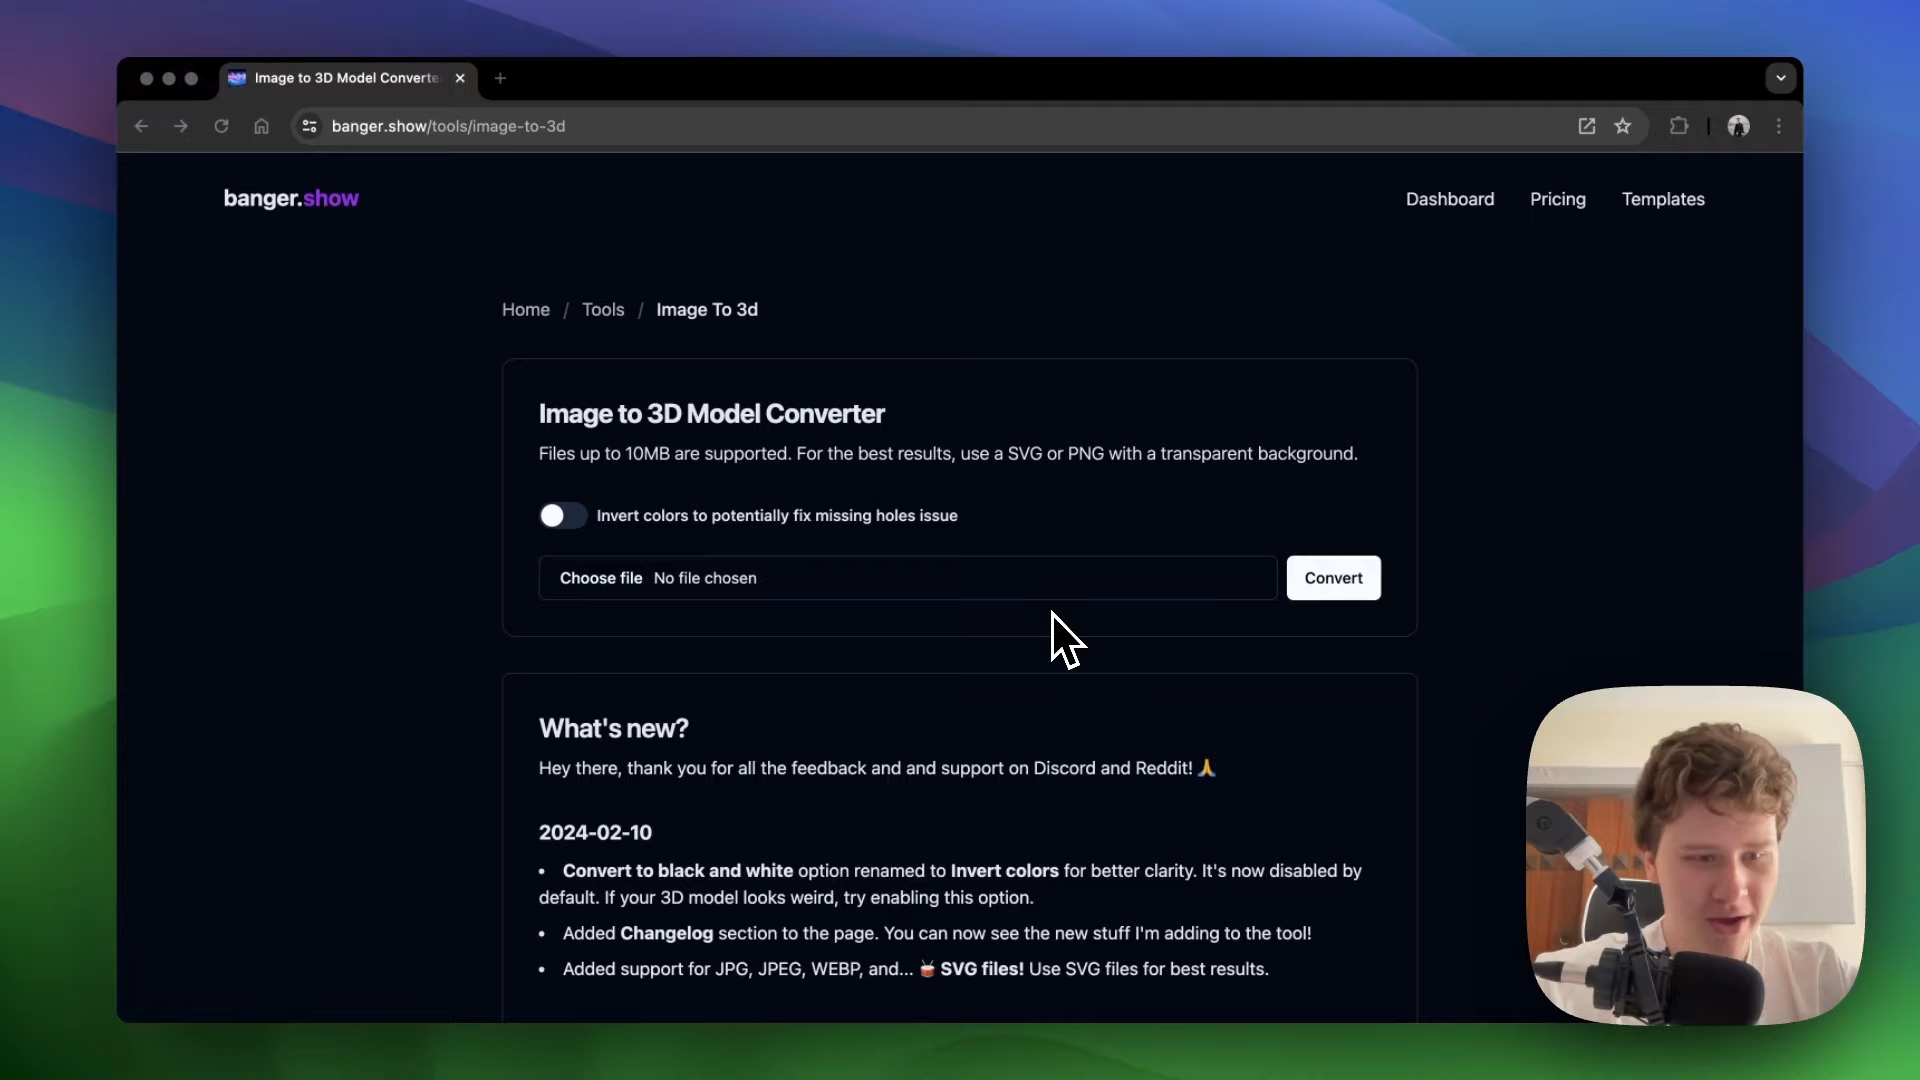 Image to 3D Model Converte
banger.show/tools/image-to-3d
banger.show
Dashboard
Pricing
Templates
Home / Tools / Image To 3d
Image to 3D Model Converter
Files up to 10MB are supported. For the best results, use a SVG or PNG with a transparent background.
Invert colors to potentially fix missing holes issue
Choose file No file chosen
Convert
What's new?
Hey there, thank you for all the feedback and and support on Discord and Reddit! 🙏
2024-02-10
• Convert to black and white option renamed to Invert colors for better clarity. It's now disabled by
default. If your 3D model looks weird, try enabling this option.
• Added Changelog section to the page. You can now see the new stuff I'm adding to the tool!
• Added support for JPG, JPEG, WEBP, and... 🥁 SVG files! Use SVG files for best results.